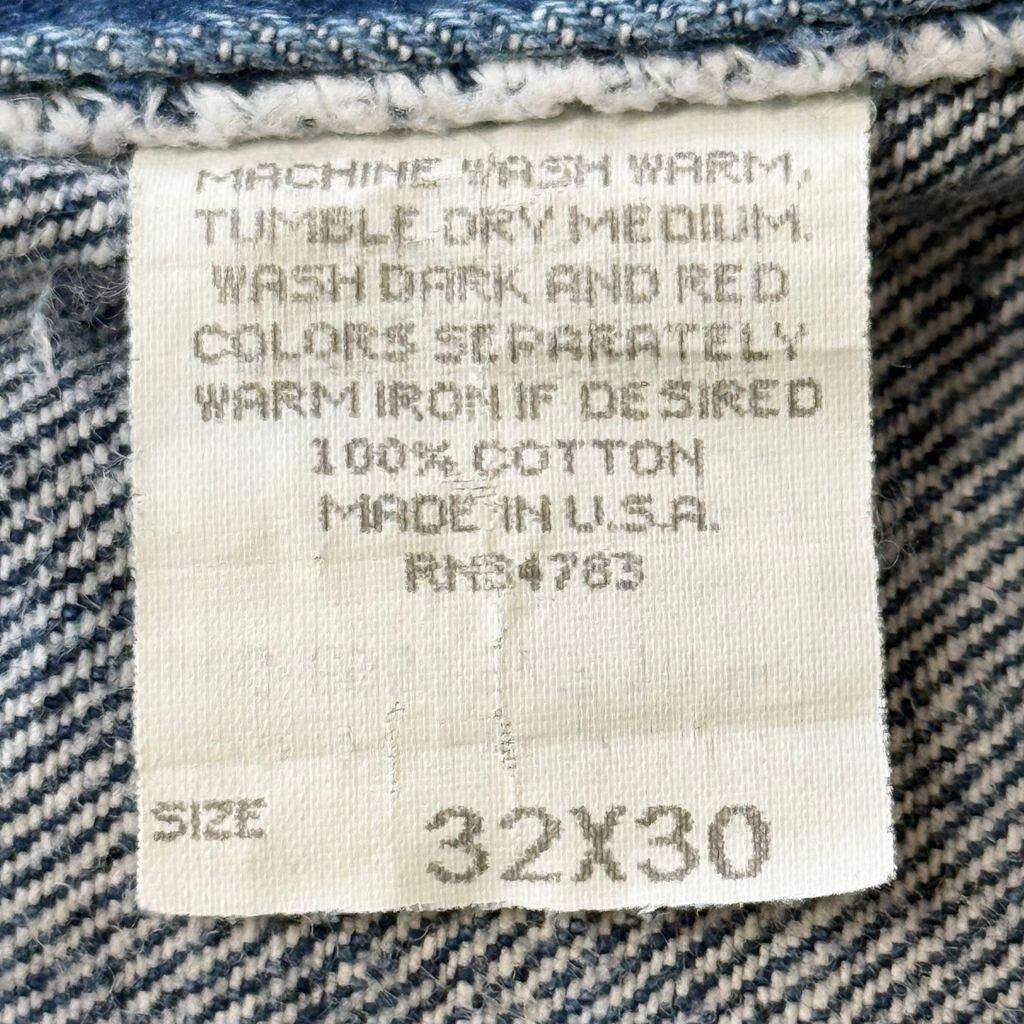 MACHINE WASH WARM,
TUMBLE DRY MEDIUM.
WASH DARK AND RED
COLORS SEPARATELY
WARM IRON IF DESIRED
100% COTTON
MADE IN U.S.A.
RN34783
SIZE 32X30